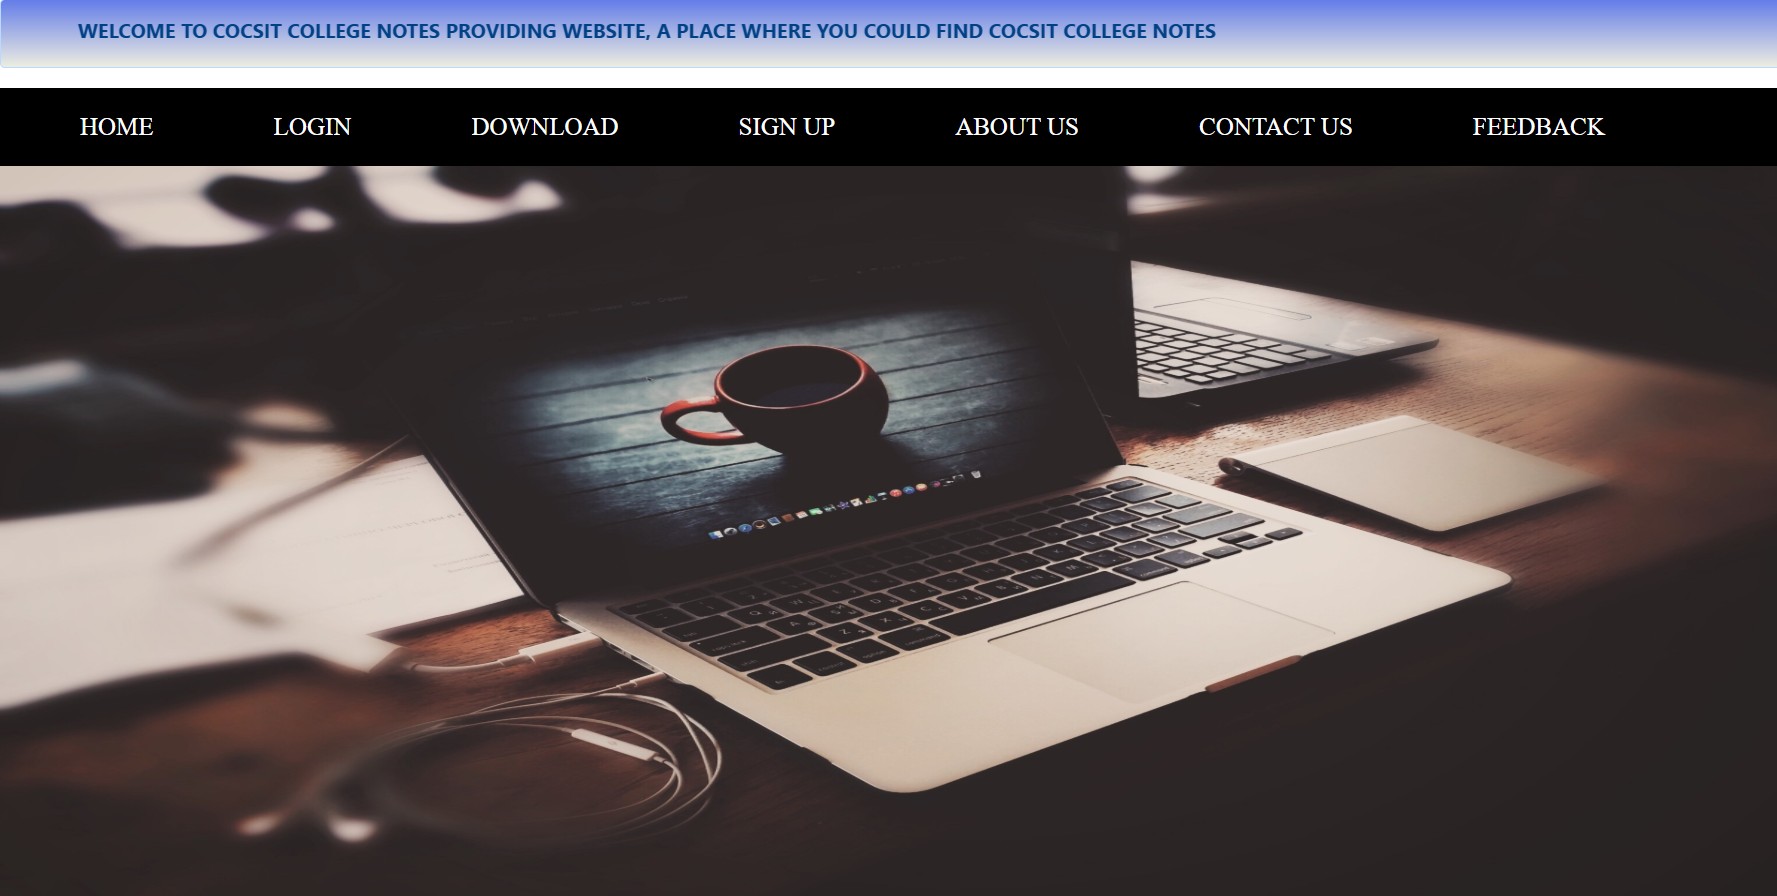 WELCOME TO COCSIT COLLEGE NOTES PROVIDING WEBSITE, A PLACE WHERE YOU COULD FIND COCSIT COLLEGE NOTES
HOME LOGIN DOWNLOAD SIGN UP ABOUT US CONTACT US FEEDBACK